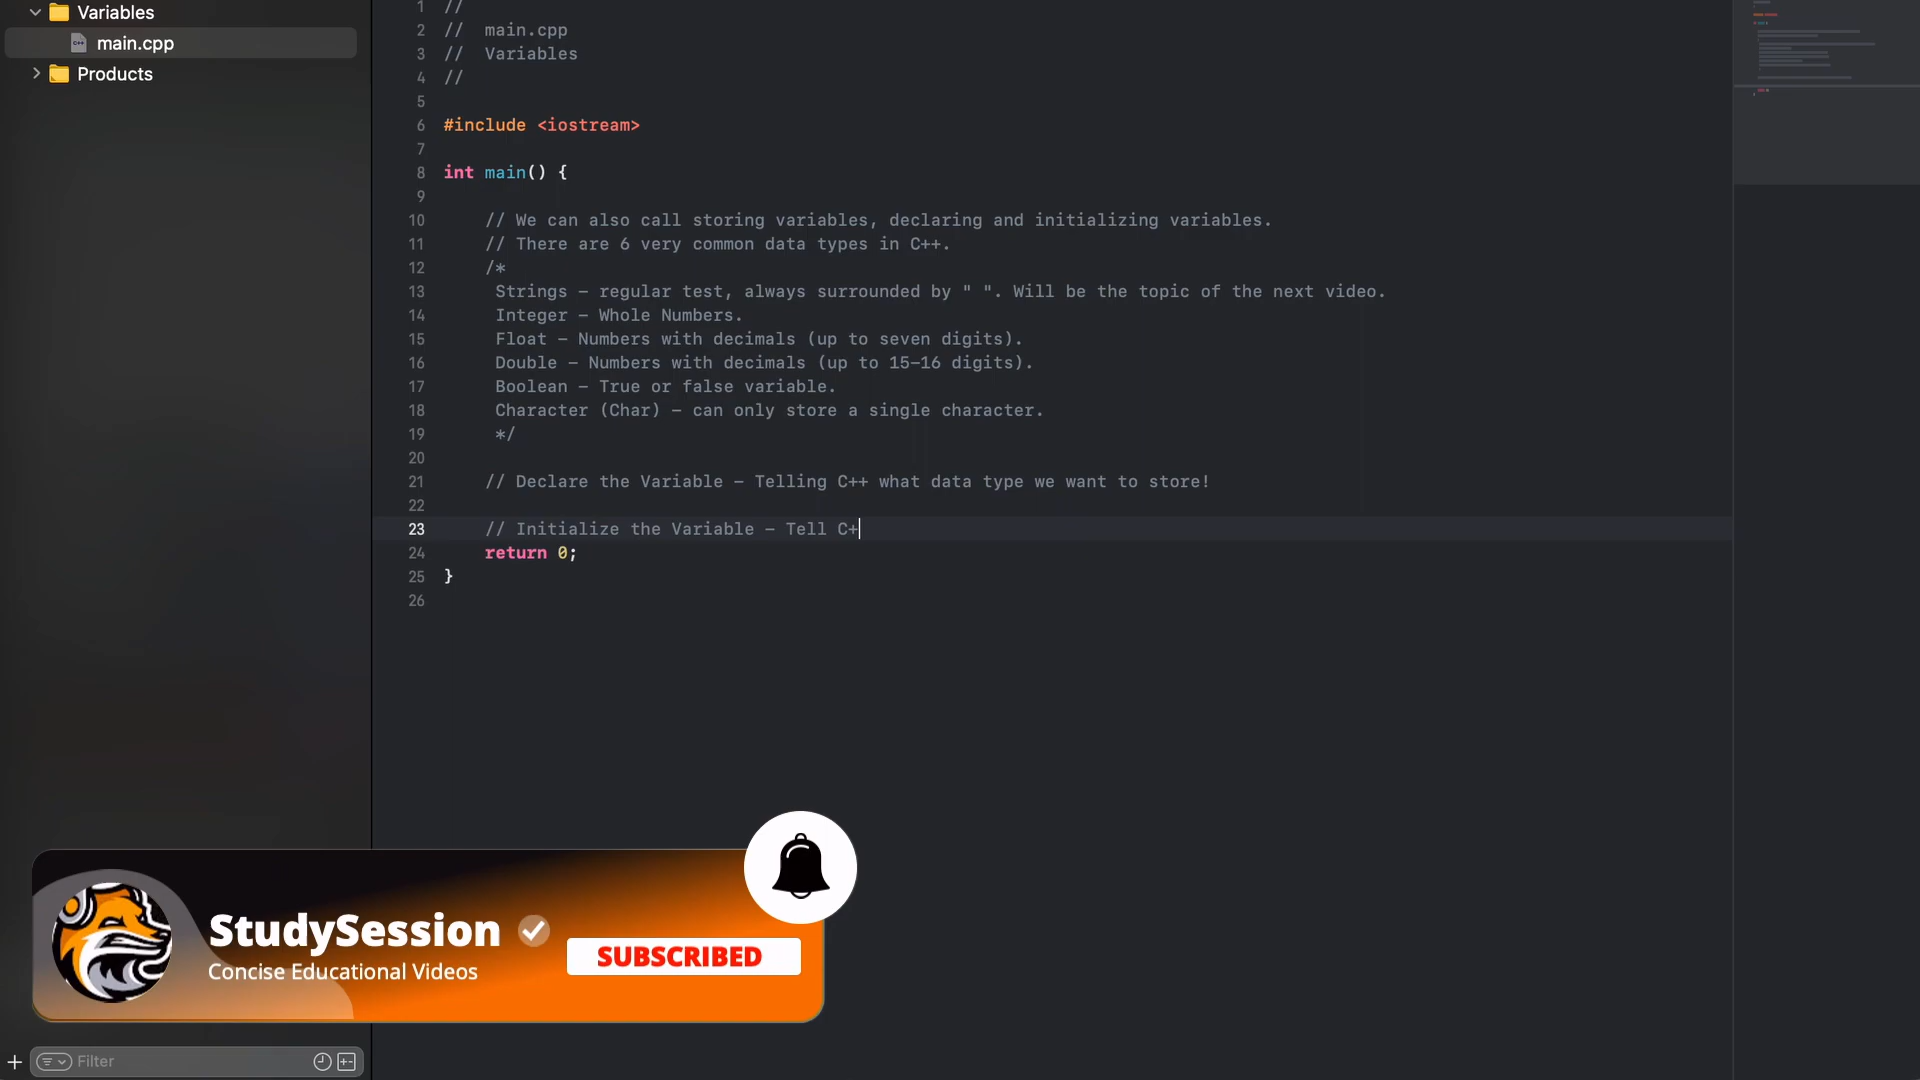 Variables
main.cpp
Products
1 //
2 // main.cpp
3 // Variables
4 //
5
6 #include <iostream>
7
8 int main() {
9
10 // We can also call storing variables, declaring and initializing variables.
11 // There are 6 very common data types in C++.
12 /*
13 Strings – regular test, always surrounded by " ". Will be the topic of the next video.
14 Integer – Whole Numbers.
15 Float – Numbers with decimals (up to seven digits).
16 Double – Numbers with decimals (up to 15–16 digits).
17 Boolean – True or false variable.
18 Character (Char) – can only store a single character.
19 */
20
21 // Declare the Variable – Telling C++ what data type we want to store!
22
23 // Initialize the Variable – Tell C+
24 return 0;
25 }
26
StudySession
Concise Educational Videos
SUBSCRIBED
Filter